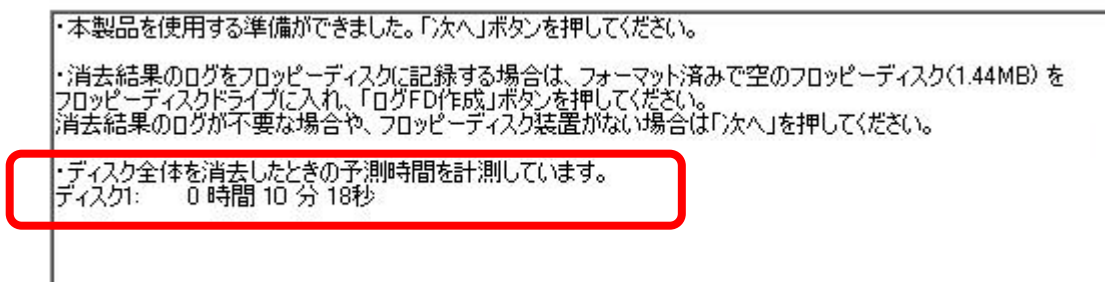 ・本製品を使用する準備ができました。「次へ」ボタンを押してください。
・消去結果のログをフロッピーディスクに記録する場合は、フォーマット済みで空のフロッピーディスク(1.44MB) を
フロッピーディスクドライブに入れ、「ログFD作成」ボタンを押してください。
消去結果のログが不要な場合や、フロッピーディスク装置がない場合は「次へ」を押してください。
・ディスク全体を消去したときの予測時間を計測しています。
ディスク1: 0 時間 10 分 18秒